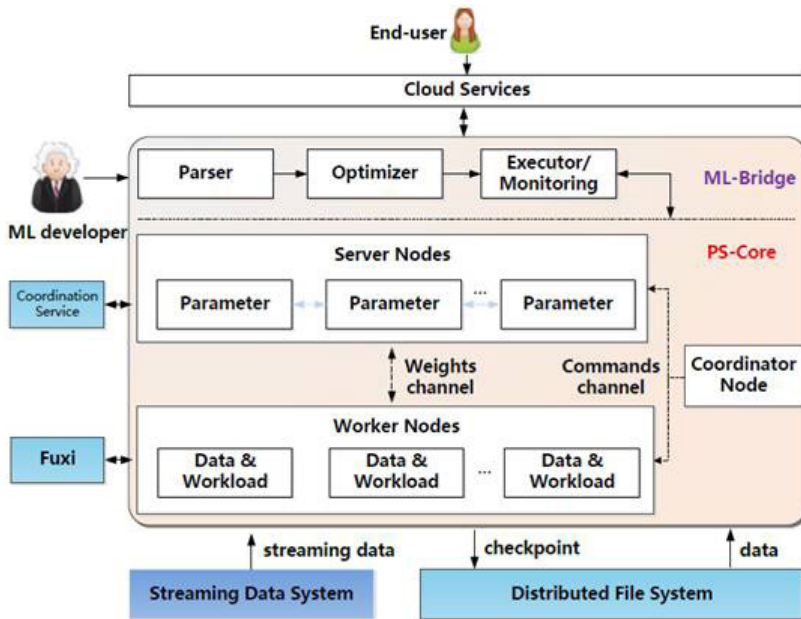 End-user
Cloud Services
Parser
Optimizer
Executor/
Monitoring
ML-Bridge
ML developer
PS-Core
Server Nodes
Coordination
Service
Parameter
Parameter
...
Parameter
Weights
channel
Commands
channel
Coordinator
Node
Worker Nodes
Fuxi
Data &
Workload
Data &
Workload
...
Data &
Workload
streaming data
checkpoint
data
Streaming Data System
Distributed File System